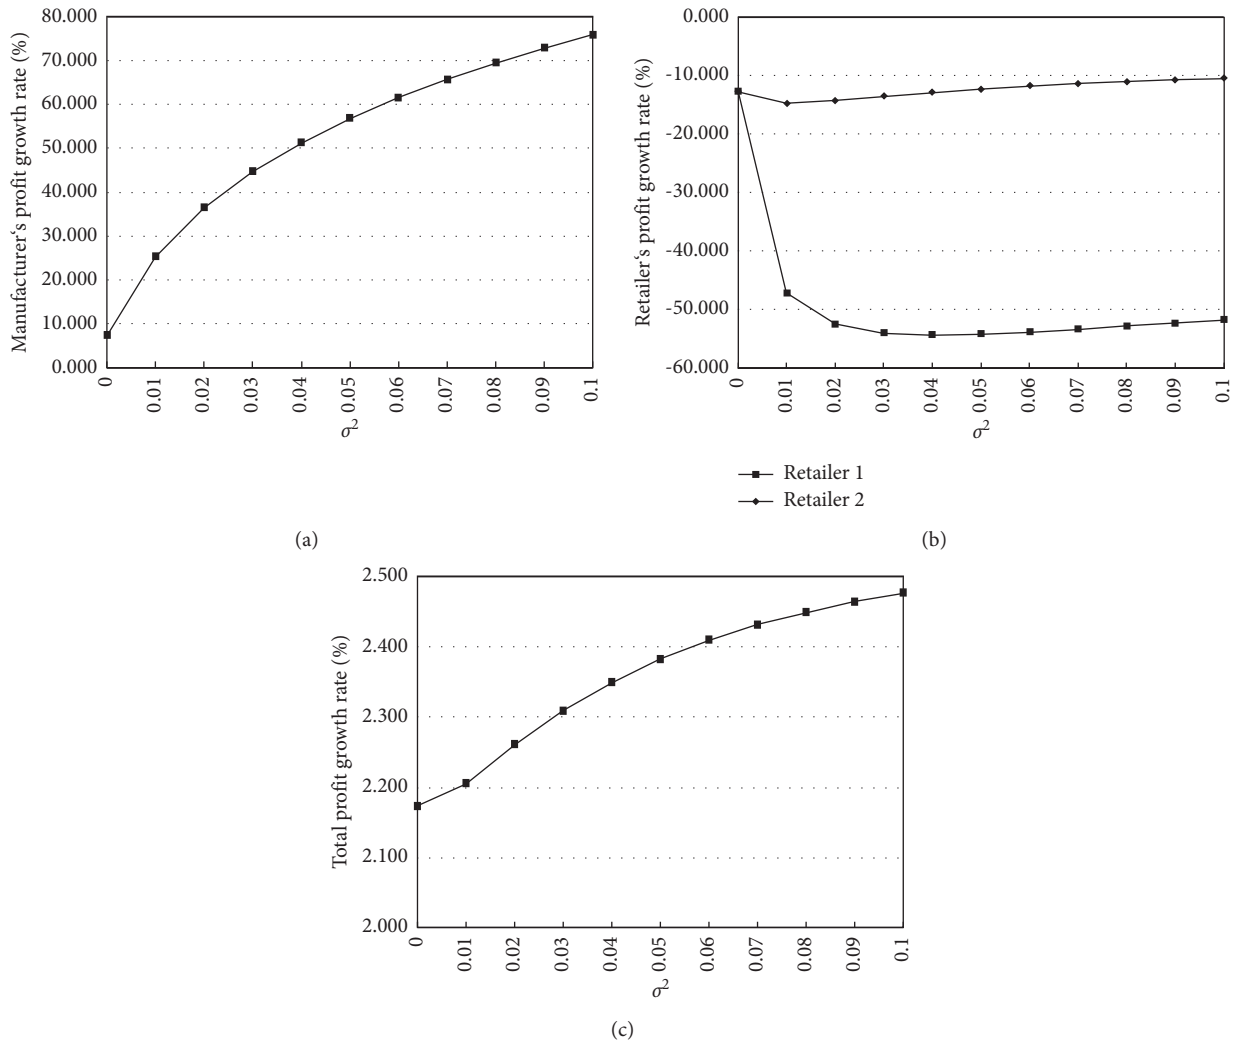 80.000
70.000
60.000
50.000
40.000
30.000
20.000
10.000
0.000
Manufacturer‘s profit growth rate (%)
0 0.01 0.02 0.03 0.04 0.05 0.06 0.07 0.08 0.09 0.1
σ²
(a)
0.000
-10.000
-20.000
-30.000
-40.000
-50.000
-60.000
Retailer‘s profit growth rate (%)
0 0.01 0.02 0.03 0.04 0.05 0.06 0.07 0.08 0.09 0.1
σ²
Retailer 1
Retailer 2
(b)
2.500
2.400
2.300
2.200
2.100
2.000
Total profit growth rate (%)
0 0.01 0.02 0.03 0.04 0.05 0.06 0.07 0.08 0.09 0.1
σ²
(c)